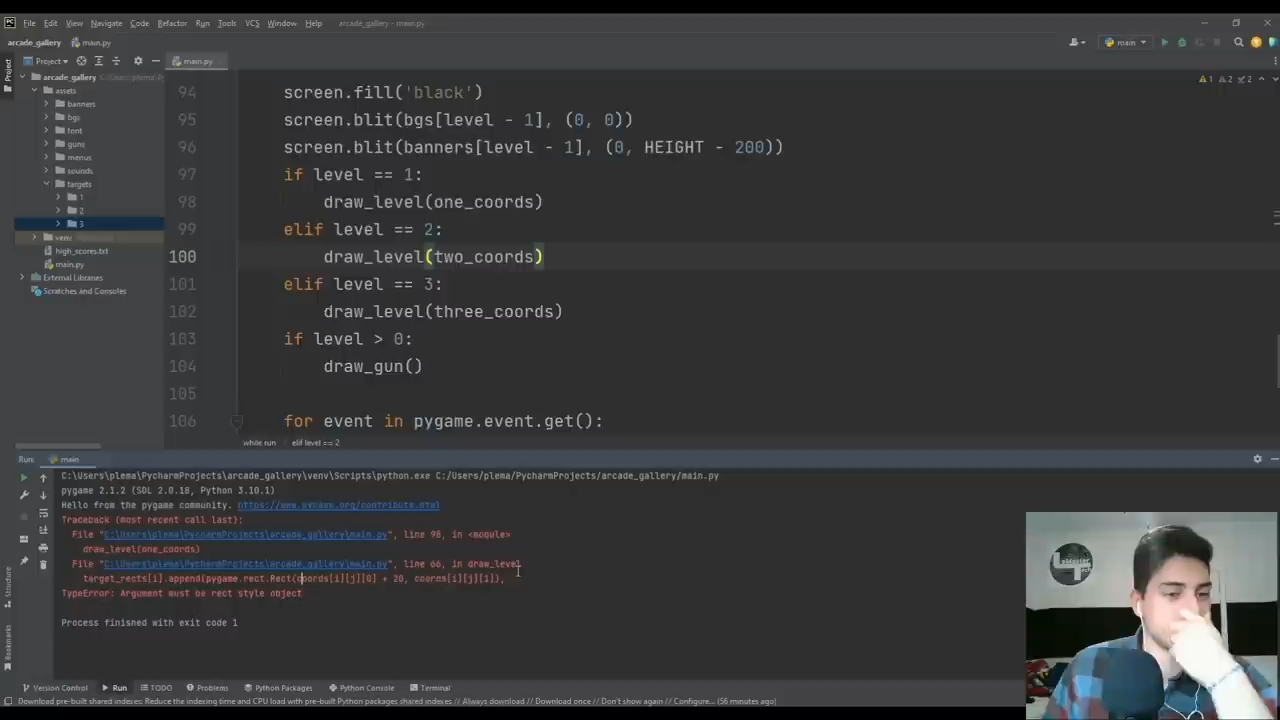 File Edit View Navigate Code Refactor Run Tools VCS Window Help arcade_gallery - main.py
arcade_gallery main.py
main
Project
main.py
arcade_gallery
assets
banners
bgs
font
guns
menus
sounds
targets
1
2
3
venv
high_scores.txt
main.py
External Libraries
Scratches and Consoles
1 2 2
94 screen.fill('black')
95 screen.blit(bgs[level - 1], (0, 0))
96 screen.blit(banners[level - 1], (0, HEIGHT - 200))
97 if level == 1:
98 draw_level(one_coords)
99 elif level == 2:
100 draw_level(two_coords)
101 elif level == 3:
102 draw_level(three_coords)
103 if level > 0:
104 draw_gun()
105
106 for event in pygame.event.get():
while run elif level == 2
Run: main
C:\Users\plema\PycharmProjects\arcade_gallery\venv\Scripts\python.exe C:/Users/plema/PycharmProjects/arcade_gallery/main.py
pygame 2.1.2 (SDL 2.0.18, Python 3.10.1)
Hello from the pygame community. https://www.pygame.org/contribute.html
Traceback (most recent call last):
File "C:\Users\plema\PycharmProjects\arcade_gallery\main.py", line 98, in <module>
draw_level(one_coords)
File "C:\Users\plema\PycharmProjects\arcade_gallery\main.py", line 66, in draw_level
target_rects[i].append(pygame.rect.Rect(coords[i][j][0] + 20, coords[i][j][1]),
TypeError: Argument must be rect style object
Process finished with exit code 1
Project
Structure
Bookmarks
Version Control Run TODO Problems Python Packages Python Console Terminal
Download pre-built shared indexes: Reduce the indexing time and CPU load with pre-built Python packages shared indexes // Always download // Download once // Don't show again // Configure... (56 minutes ago)